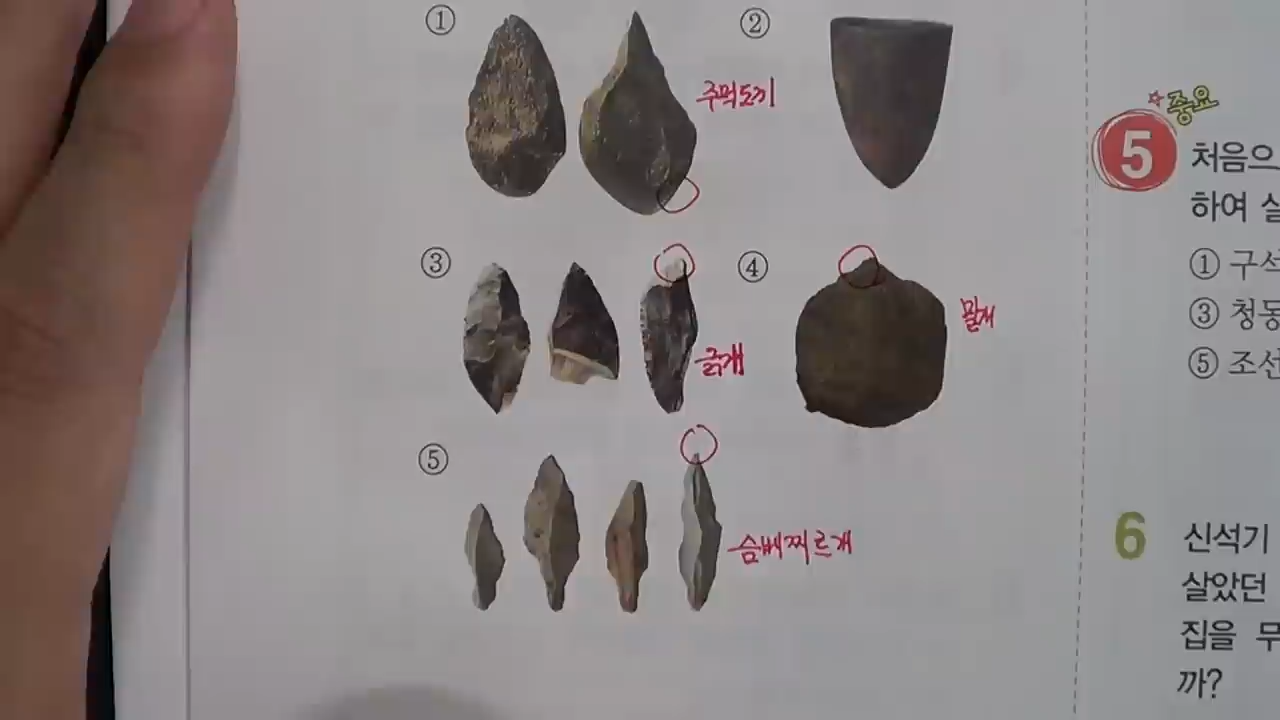 ①
②
주먹도끼
③
④
긁개
밀개
⑤
슴베찌르개
중요
5
처음으
하여 살
① 구석
③ 청동
⑤ 조선
6
신석기
살았던
집을 무
까?